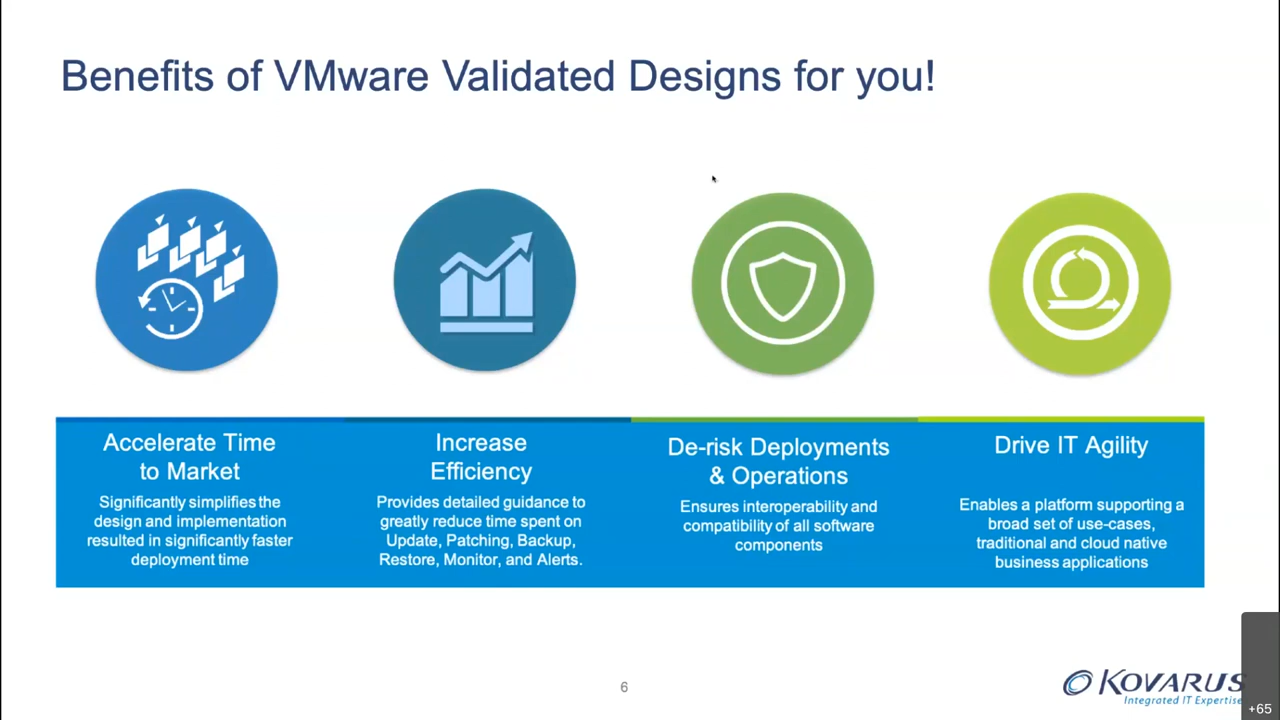 Benefits of VMware Validated Designs for you!
Accelerate Time
to Market
Significantly simplifies the
design and implementation
resulted in significantly faster
deployment time
Increase
Efficiency
Provides detailed guidance to
greatly reduce time spent on
Update, Patching, Backup,
Restore, Monitor, and Alerts.
De-risk Deployments
& Operations
Ensures interoperability and
compatibility of all software
components
Drive IT Agility
Enables a platform supporting a
broad set of use-cases,
traditional and cloud native
business applications
6
KOVARUS
Integrated IT Expertise
+65